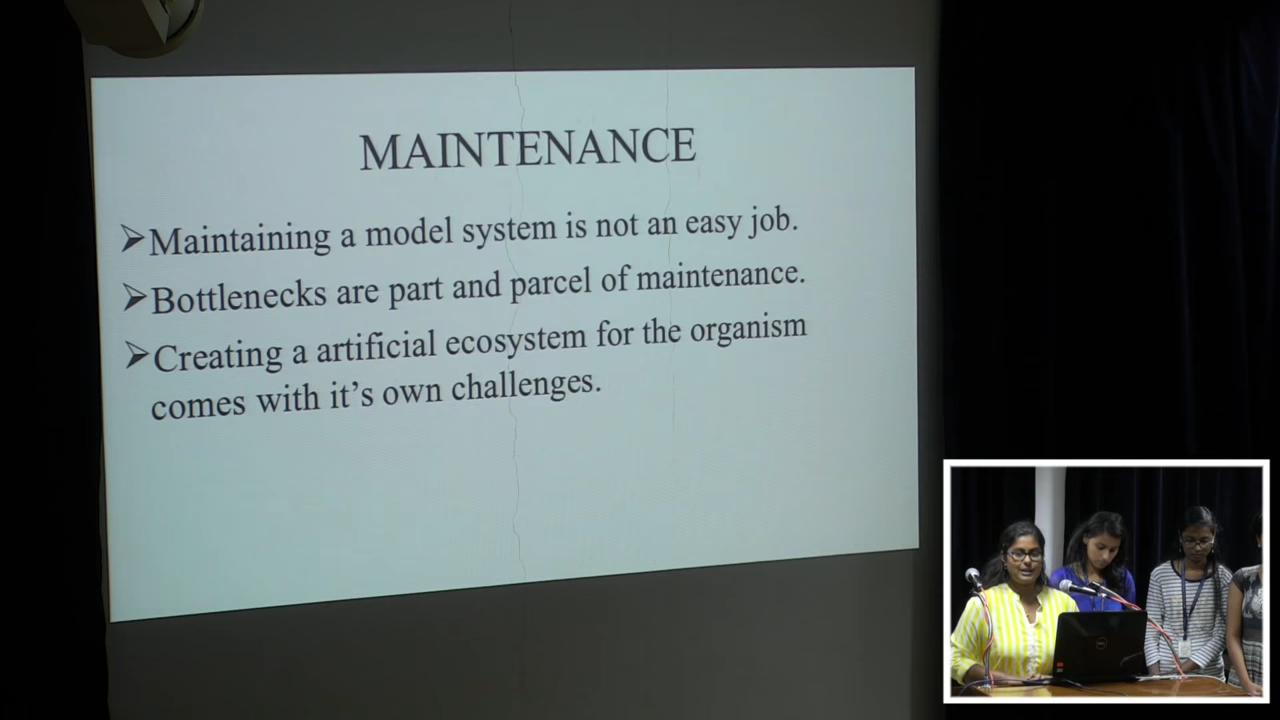 MAINTENANCE
➢Maintaining a model system is not an easy job.
➢Bottlenecks are part and parcel of maintenance.
➢Creating a artificial ecosystem for the organism
comes with it’s own challenges.